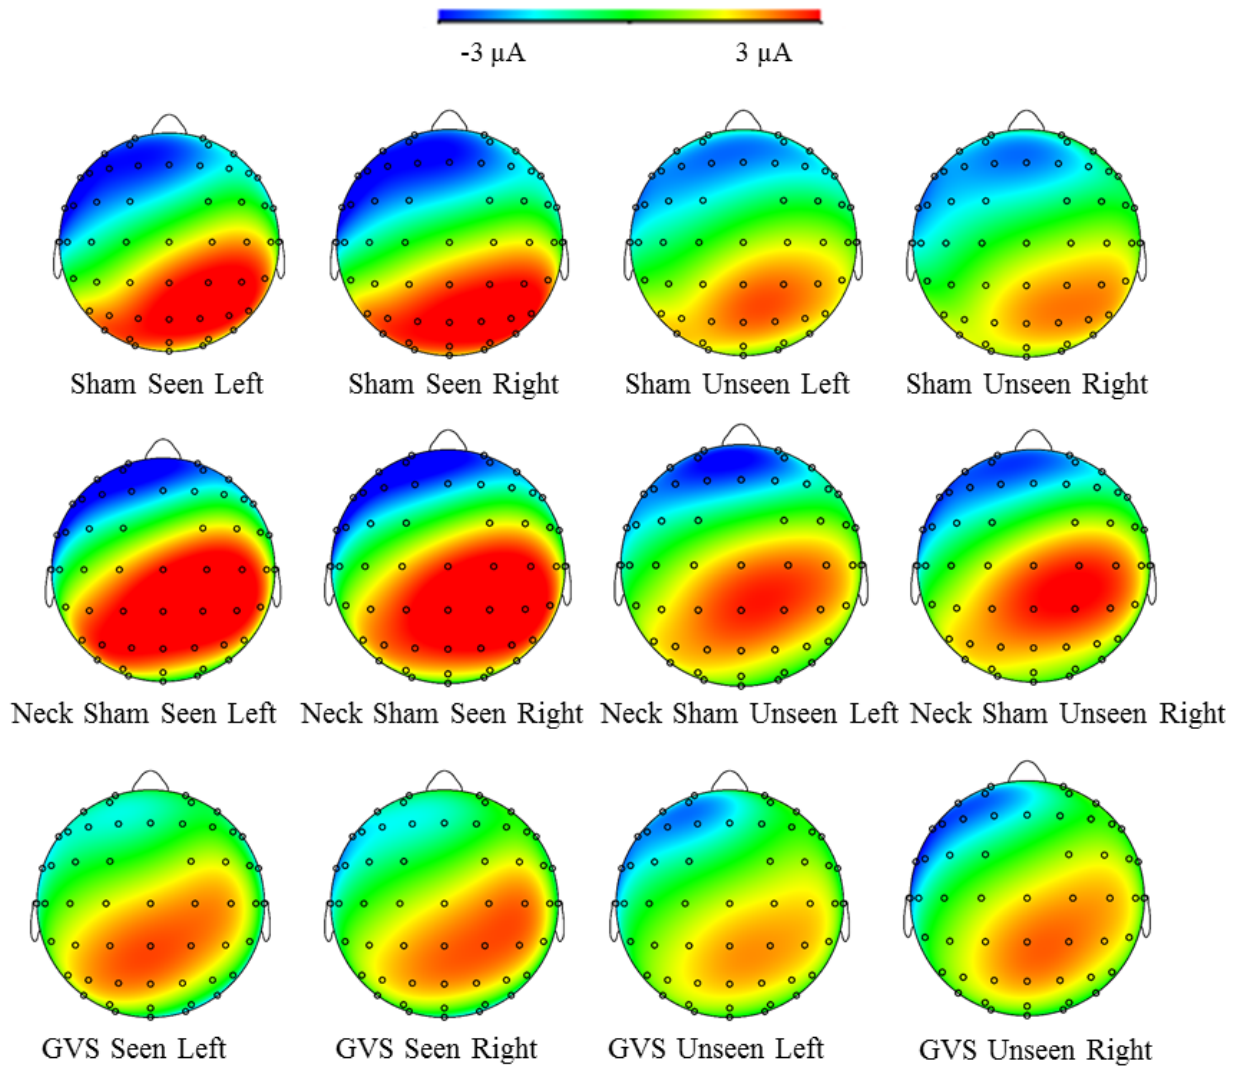 -3 µA 3 µA
Sham Seen Left Sham Seen Right Sham Unseen Left Sham Unseen Right
Neck Sham Seen Left Neck Sham Seen Right Neck Sham Unseen Left Neck Sham Unseen Right
GVS Seen Left GVS Seen Right GVS Unseen Left GVS Unseen Right